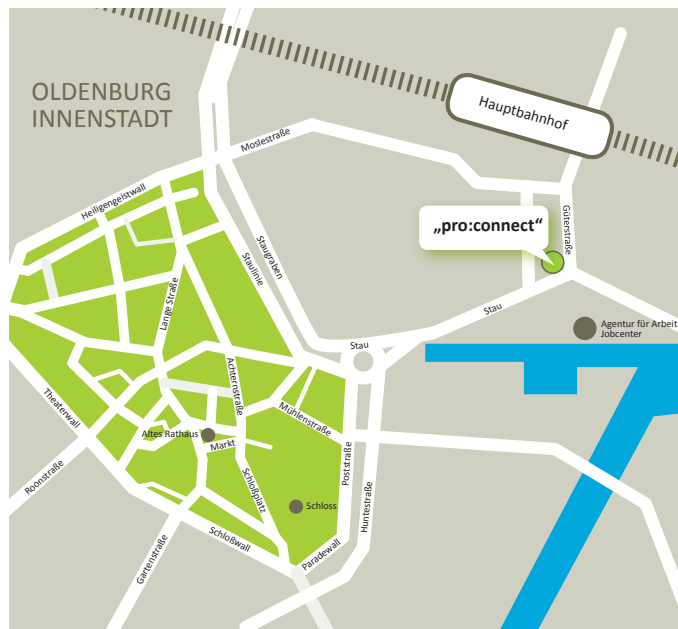 OLDENBURG
INNENSTADT
Hauptbahnhof
Moslestraße
Heiligengeistwall
„pro:connect“
Güterstraße
Staugraben
Staulinie
Lange Straße
Stau
Stau
Agentur für Arbeit
Jobcenter
Achternstraße
Theaterwall
Mühlenstraße
Altes Rathaus
Markt
Roonstraße
Schloßplatz
Poststraße
Huntestraße
Schloss
Schloßwall
Gartenstraße
Paradewall